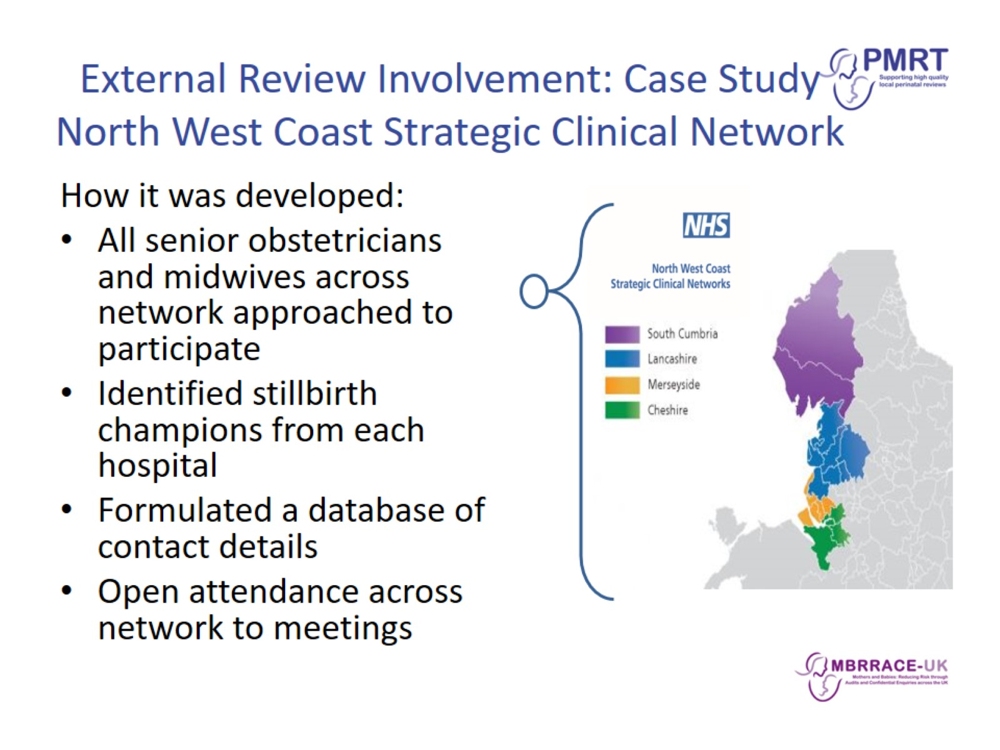 External Review Involvement: Case Study
North West Coast Strategic Clinical Network
PMRT
Supporting high quality
local perinatal reviews
How it was developed:
• All senior obstetricians
and midwives across
network approached to
participate
• Identified stillbirth
champions from each
hospital
• Formulated a database of
contact details
• Open attendance across
network to meetings
NHS
North West Coast
Strategic Clinical Networks
South Cumbria
Lancashire
Merseyside
Cheshire
MBRRACE-UK
Mothers and Babies: Reducing Risk through
Audits and Confidential Enquiries across the UK